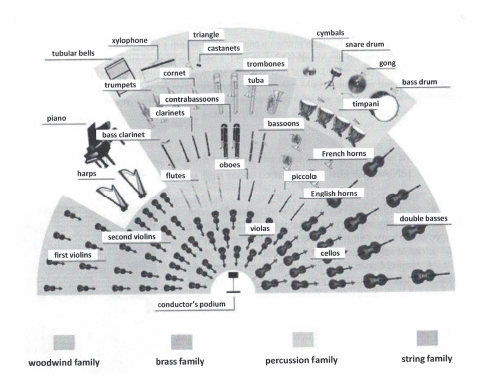 triangle
cymbals
xylophone
castanets
snare drum
tubular bells
gong
cornet
trombones
trumpets
tuba
bass drum
contrabassoons
timpani
clarinets
piano
bassoons
bass clarinet
French horns
oboes
harps
flutes
piccolo
English horns
double basses
violas
second violins
first violins
cellos
conductor's podium
woodwind family
brass family
percussion family
string family